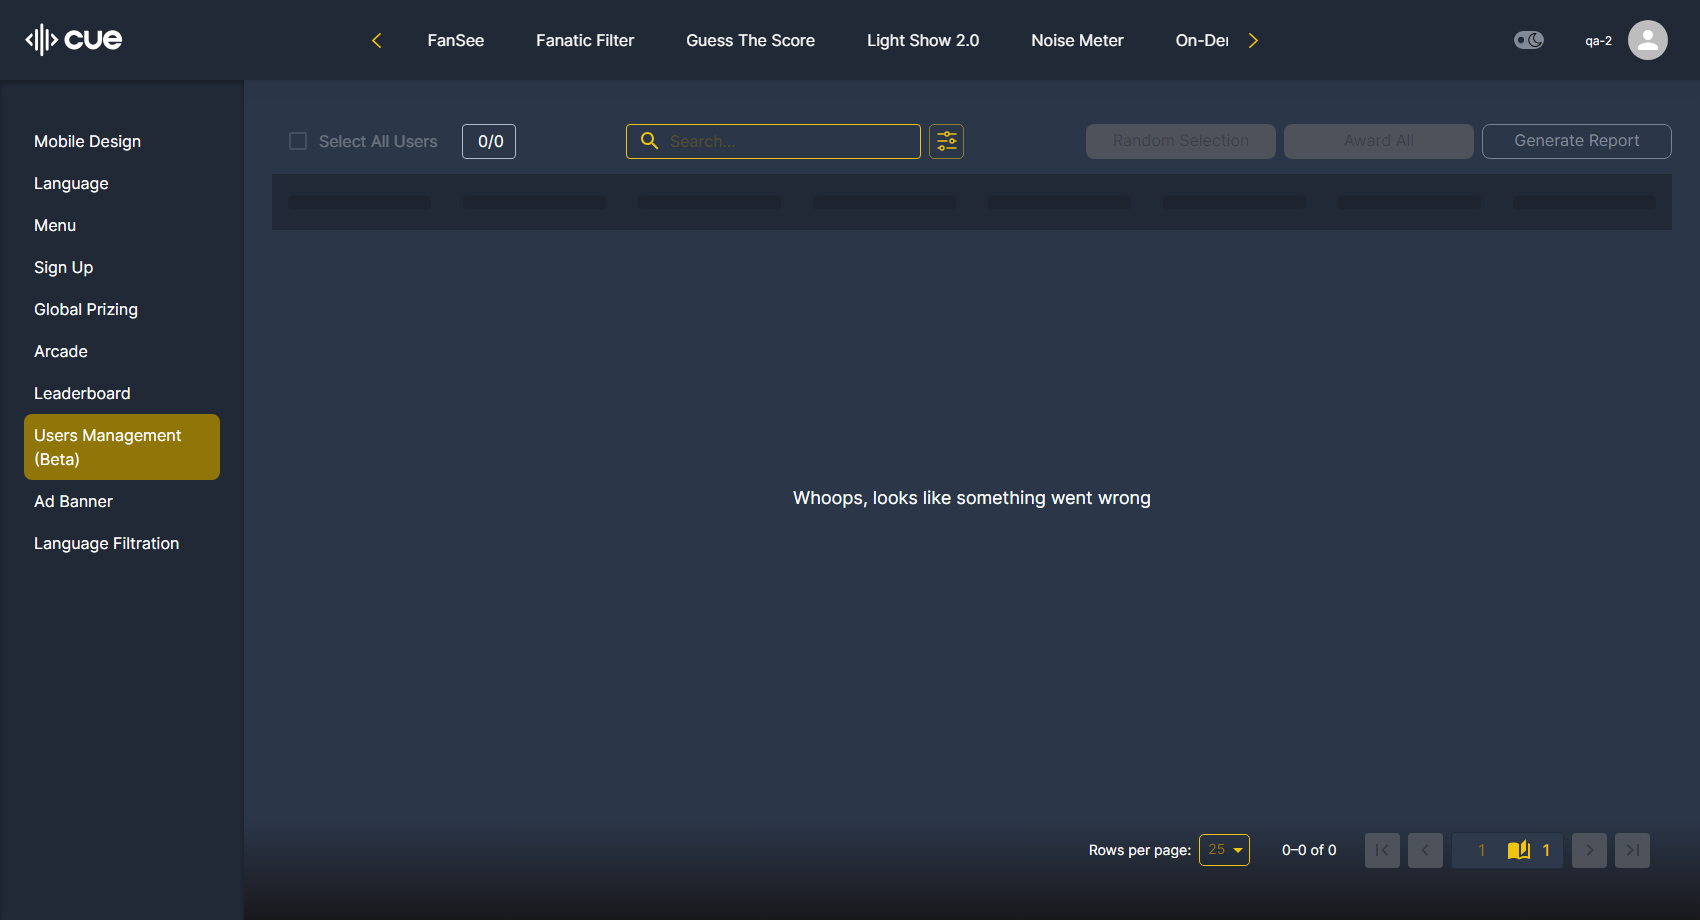 cue
FanSee
Fanatic Filter
Guess The Score
Light Show 2.0
Noise Meter
On-Der
qa-2
Mobile Design
Language
Menu
Sign Up
Global Prizing
Arcade
Leaderboard
Users Management
(Beta)
Ad Banner
Language Filtration
Select All Users
0/0
Search...
Random Selection
Award All
Generate Report
Whoops, looks like something went wrong
Rows per page:
25
0–0 of 0
1
1